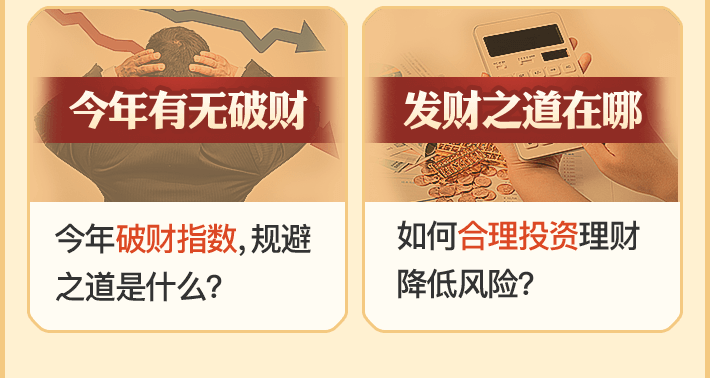 今年有无破财
今年破财指数,规避
之道是什么?
发财之道在哪
如何合理投资理财
降低风险?